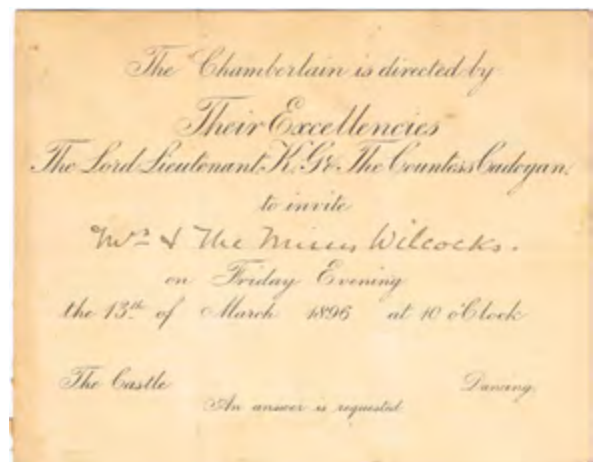 The Chamberlain is directed by
Their Excellencies
The Lord Lieutenant, K.G. & The Countess Cadogan,
to invite
Mrs & The Misses Wilcocks.
on Friday Evening
the 13th of March 1896 at 10 o'Clock
The Castle Dancing
An answer is requested